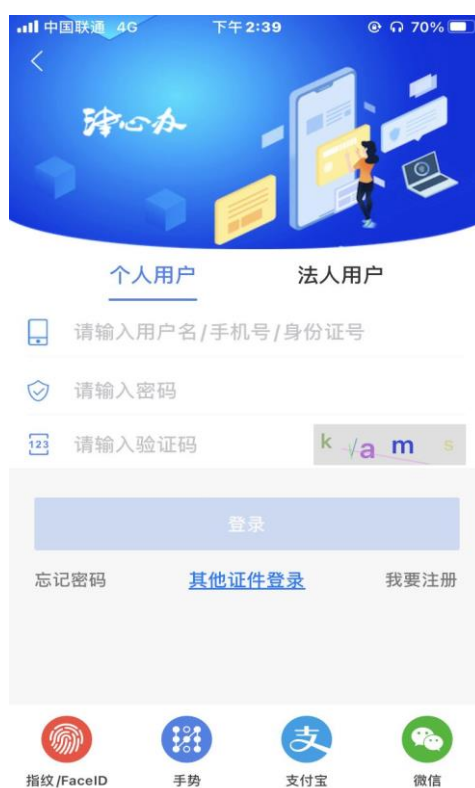 中国联通 4G 下午2:39 70%
津心办
个人用户 法人用户
请输入用户名/手机号/身份证号
请输入密码
123 请输入验证码 k a m s
登录
忘记密码 其他证件登录 我要注册
支
指纹/FaceID 手势 支付宝 微信